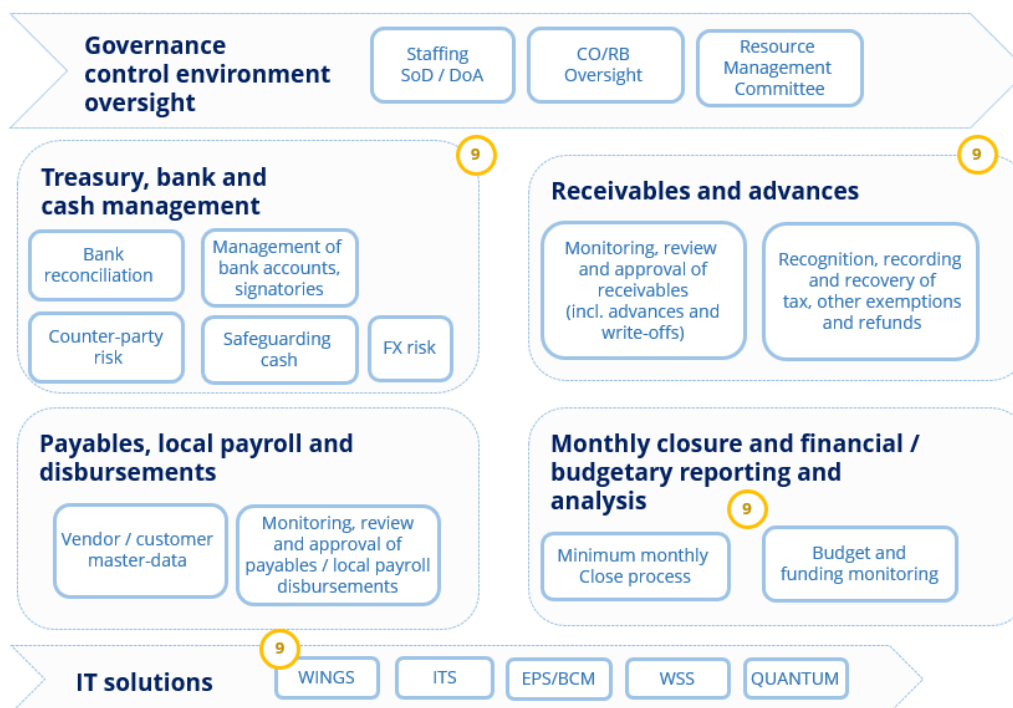 Governance
control environment
oversight
Staffing
SoD / DoA
CO/RB
Oversight
Resource
Management
Committee
9
Treasury, bank and
cash management
Bank
reconciliation
Management of
bank accounts,
signatories
Counter-party
risk
Safeguarding
cash
FX risk
9
Receivables and advances
Monitoring, review
and approval of
receivables
(incl. advances and
write-offs)
Recognition, recording
and recovery of
tax, other exemptions
and refunds
Payables, local payroll and
disbursements
Vendor / customer
master-data
Monitoring, review
and approval of
payables / local payroll
disbursements
Monthly closure and financial /
budgetary reporting and
analysis
9
Minimum monthly
Close process
Budget and
funding monitoring
9
IT solutions
WINGS
ITS
EPS/BCM
WSS
QUANTUM